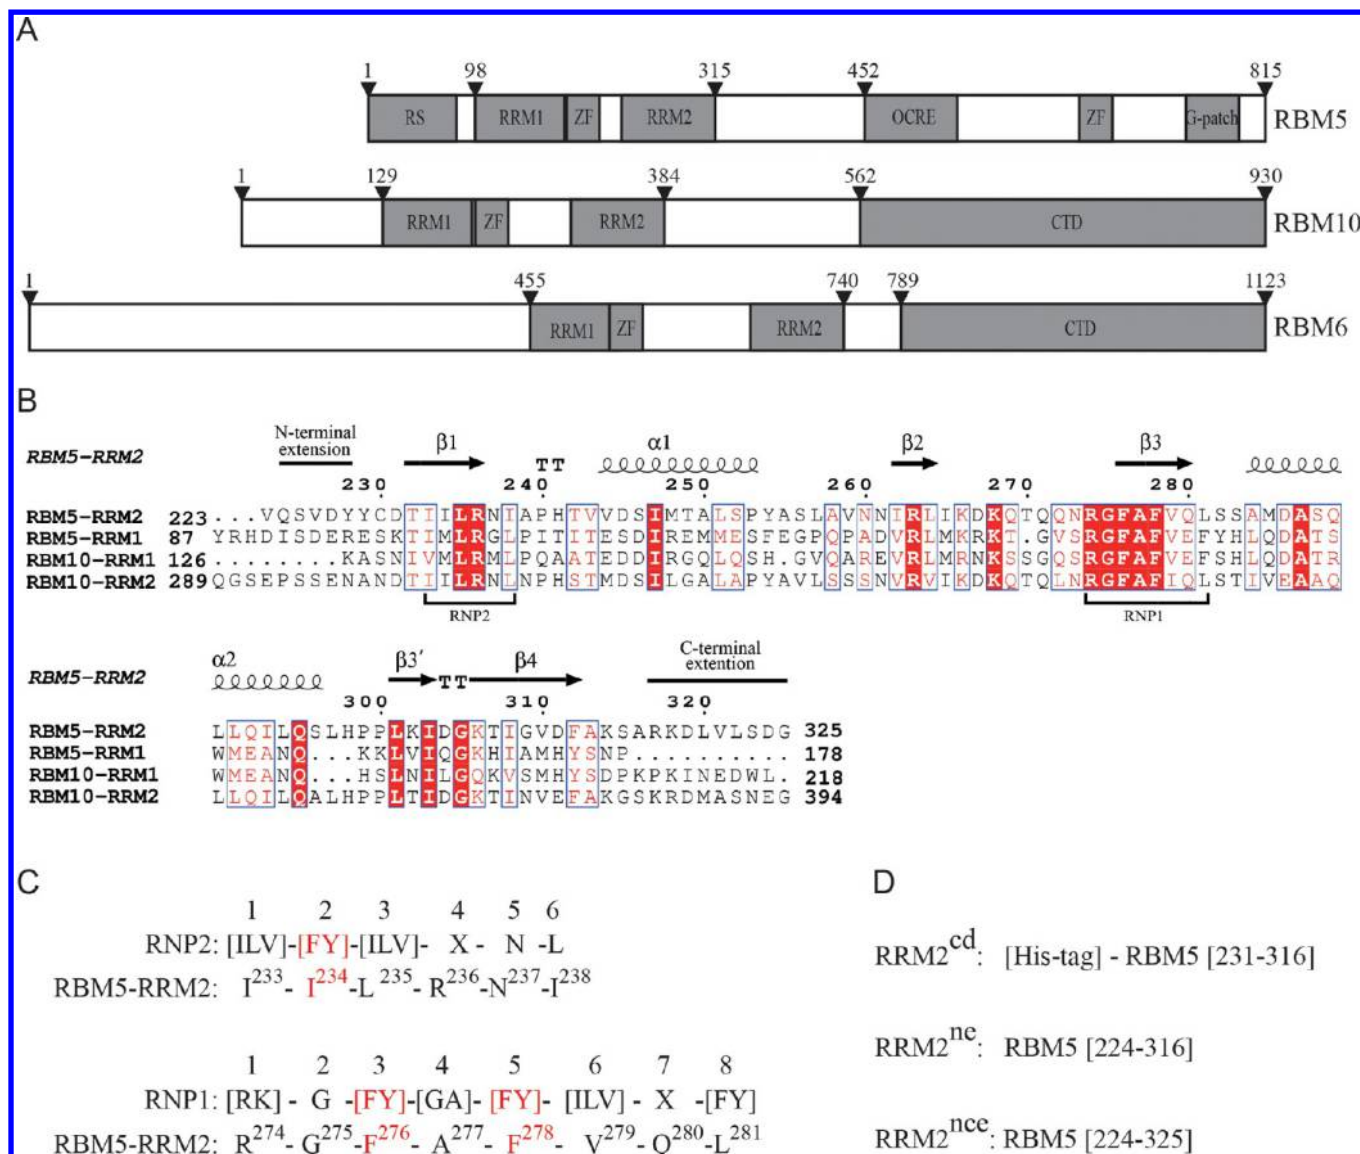 A
1 98 315 452 815
RS RRM1 ZF RRM2 OCRE ZF G-patch RBM5
1 129 384 562 930
RRM1 ZF RRM2 CTD RBM10
1 455 740 789 1123
RRM1 ZF RRM2 CTD RBM6
B
RBM5-RRM2 N-terminal extension β1 TT α1 β2 β3
230 240 250 260 270 280
RBM5-RRM2 223 ...VQSVDYYCDTIILRNIAPHTVVDSIMTALSPYASLAVNNIRLIKDKQTQQNRGFAFVQLSSAMDASQ
RBM5-RRM1 87 YRHDISDERESKTIMLRGLPITITESDIREMMESFEGPQPADVRLMKRKT.GVSRGFAFVEFYHLQDATS
RBM10-RRM1 126 ........KASNIVMLRMLPQAATEDDIRGQLQSH.GVQAREVRLMRNKSSGQSRGFAFVEFSHLQDATR
RBM10-RRM2 289 QGSEPSSENANDTIILRNLNPHSTMDSILGALAPYAVLSSSNVRVIKDKQTQLNRGFAFIQLSTIVEAAQ
RNP2 RNP1
RBM5-RRM2 α2 β3′ TT β4 C-terminal extention
300 310 320
RBM5-RRM2 LLQILQSLHPPLKIDGKTIGVDFAKSARKDLVLSDG 325
RBM5-RRM1 WMEANQ...KKLVIQGKHIAMHYSNP.......... 178
RBM10-RRM1 WMEANQ...HSLNILGQKVSMHYSDPKPKINEDWL. 218
RBM10-RRM2 LLQILQALHPPLTIDGKTINVEFAKGSKRDMASNEG 394
C
1 2 3 4 5 6
RNP2: [ILV]-[FY]-[ILV]- X - N -L
RBM5-RRM2: I233- I234-L 235- R236-N237-I238
1 2 3 4 5 6 7 8
RNP1: [RK] - G -[FY]-[GA]-[FY]- [ILV]- X - [FY]
RBM5-RRM2: R274- G275- F276- A277- F278- V279- Q280-L281
D
RRM2cd: [His-tag] - RBM5 [231-316]
RRM2ne: RBM5 [224-316]
RRM2nce: RBM5 [224-325]